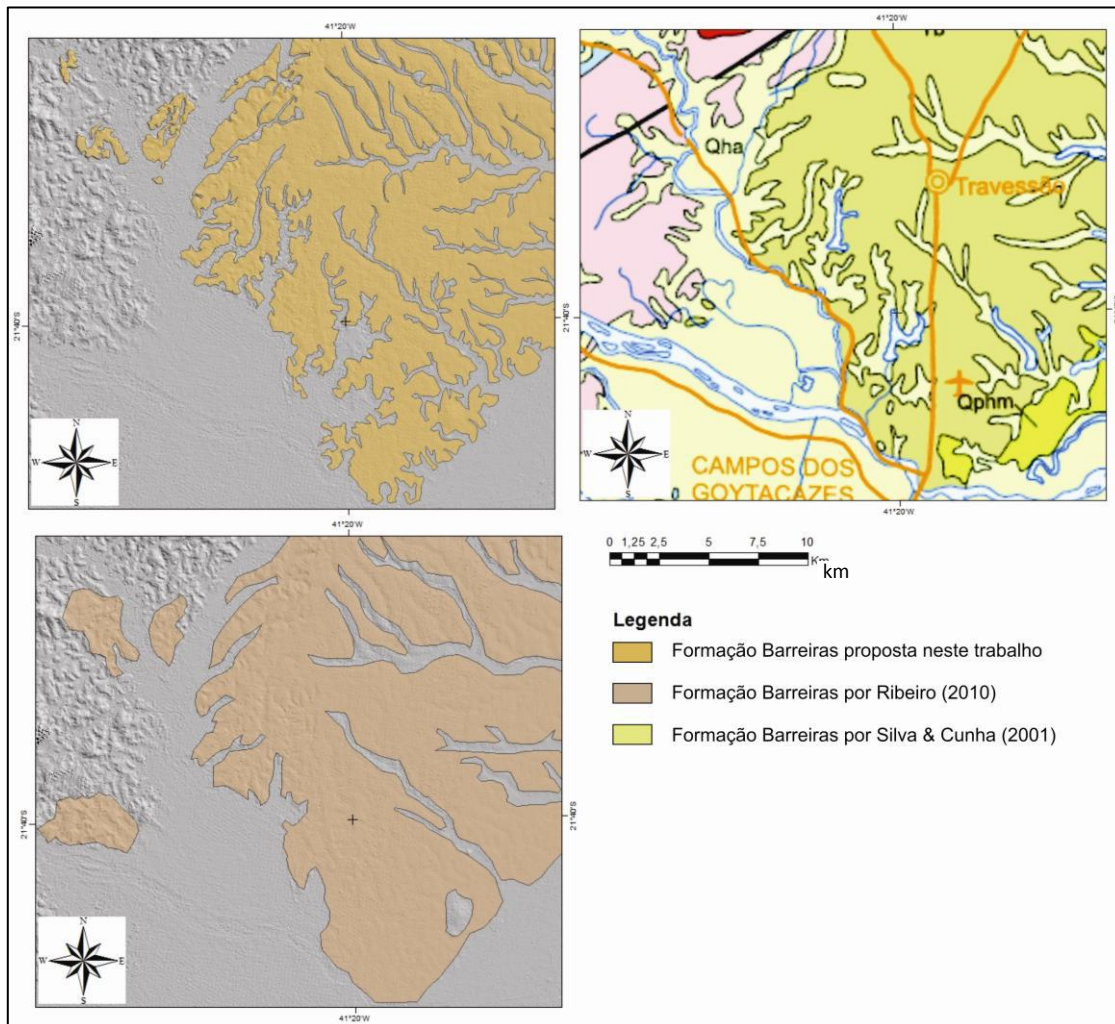 41°20'W
21°40'S
21°40'S
N
W
E
S
41°20'W
41°20'W
Qha
Travessão
Qphm
CAMPOS DOS
GOYTACAZES
N
W
E
S
41°20'W
41°20'W
21°40'S
21°40'S
N
W
E
S
41°20'W
0 1,25 2,5 5 7,5 10
km
Legenda
Formação Barreiras proposta neste trabalho
Formação Barreiras por Ribeiro (2010)
Formação Barreiras por Silva & Cunha (2001)